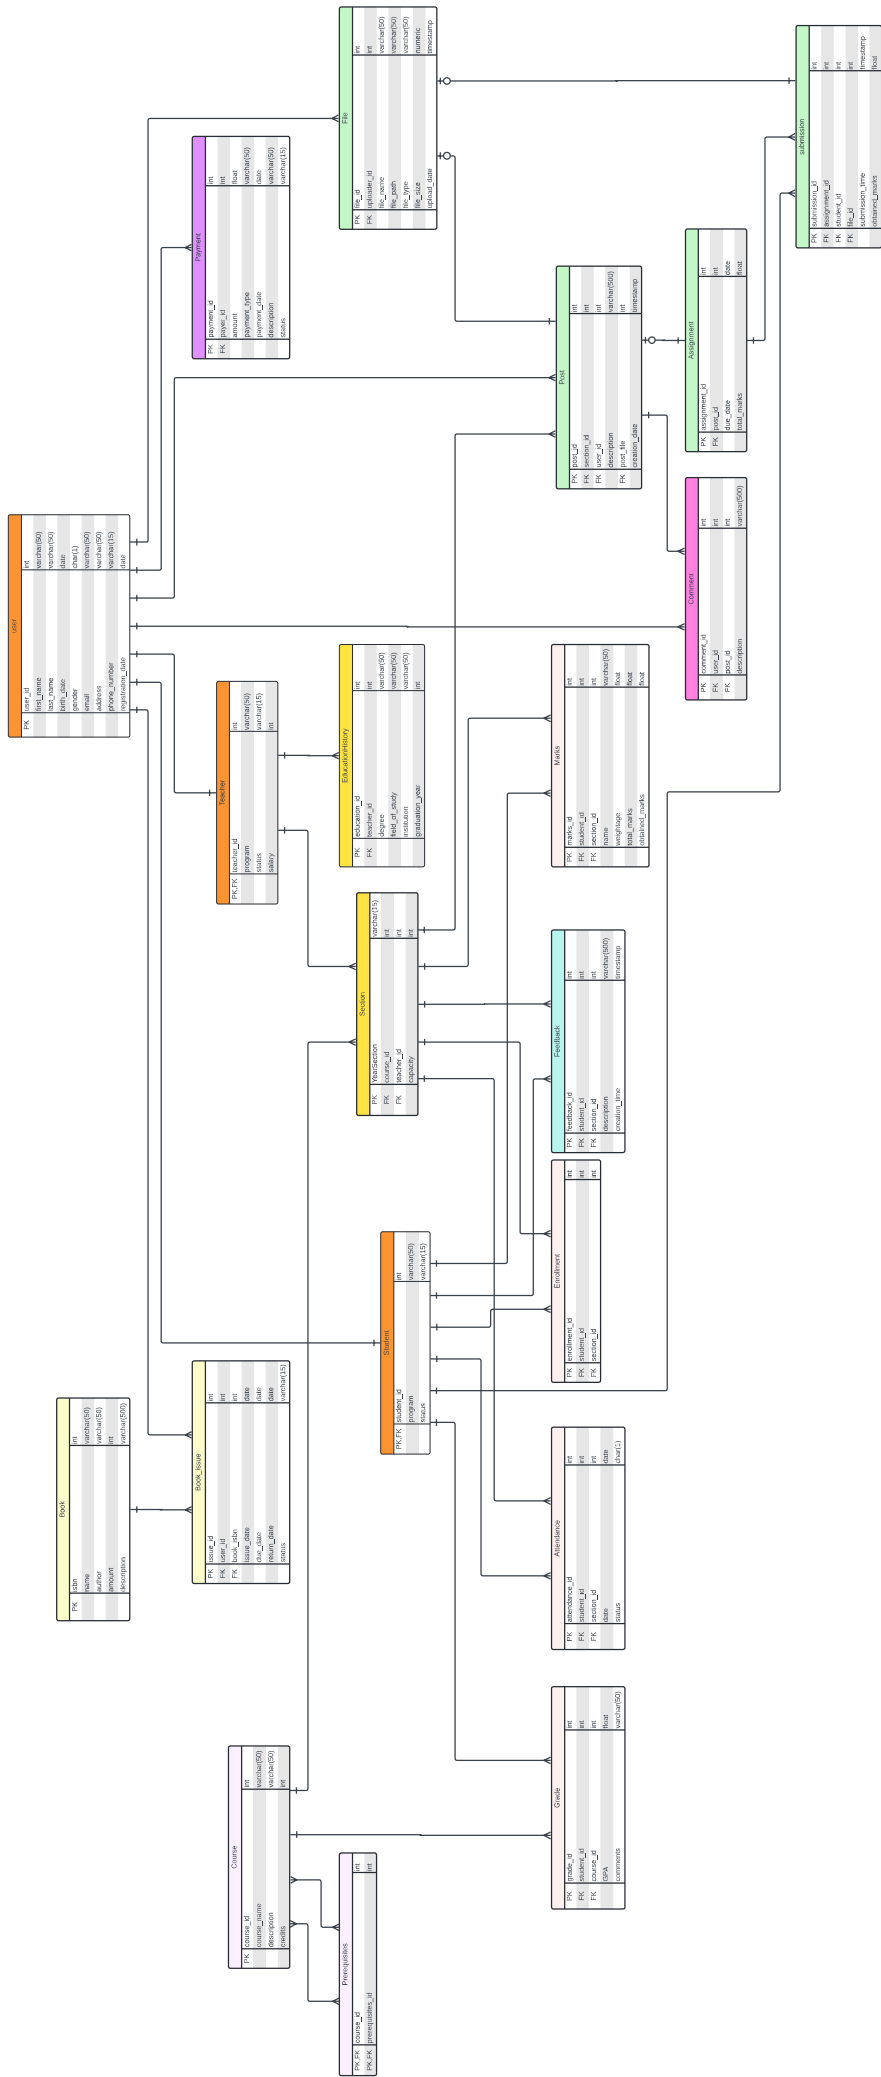 user
PK user_id int
first_name varchar(50)
last_name varchar(50)
birth_date date
gender char(1)
email varchar(50)
address varchar(50)
phone_number varchar(15)
registration_date date
Book
PK isbn int
name varchar(50)
author varchar(50)
amount int
description varchar(500)
Book_Issue
PK issue_id int
FK user_id int
FK book_isbn int
issue_date date
due_date date
return_date date
status varchar(15)
Payment
PK payment_id int
FK payer_id int
amount float
payment_type varchar(50)
payment_date date
description varchar(50)
status varchar(15)
Teacher
PK,FK teacher_id int
program varchar(50)
status varchar(15)
salary int
Course
PK course_id int
course_name varchar(50)
description varchar(50)
credits int
Prerequisites
PK,FK course_id int
PK,FK prerequisites_id int
EducationHistory
PK education_id int
FK teacher_id int
degree varchar(50)
field_of_study varchar(50)
institution varchar(50)
graduation_year int
File
PK file_id int
FK uploader_id int
file_name varchar(50)
file_path varchar(50)
file_type varchar(50)
file_size numeric
upload_date timestamp
Section
PK YearSection varchar(15)
FK course_id int
FK teacher_id int
capacity int
Student
PK,FK student_id int
program varchar(50)
status varchar(15)
Grade
PK grade_id int
FK student_id int
FK course_id int
GPA float
comments varchar(50)
Attendance
PK attendance_id int
FK student_id int
FK section_id int
date date
status char(1)
Enrollment
PK enrollment_id int
FK student_id int
FK section_id int
Feedback
PK feedback_id int
FK student_id int
FK section_id int
description varchar(500)
creation_time timestamp
Marks
PK marks_id int
FK student_id int
FK section_id int
name varchar(50)
weightage float
total_marks float
obtained_marks float
Post
PK post_id int
FK section_id int
FK user_id int
description varchar(500)
FK post_file int
creation_date timestamp
Comment
PK comment_id int
FK user_id int
FK post_id int
description varchar(500)
Assignment
PK assignment_id int
FK post_id int
due_date date
total_marks float
submission
PK submission_id int
FK assignment_id int
FK student_id int
FK file_id int
submission_time timestamp
obtained_marks float